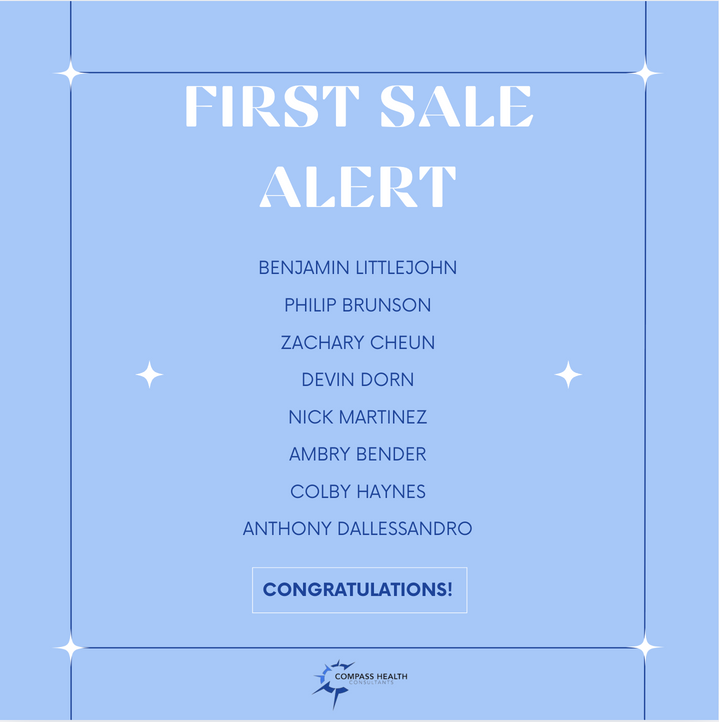 FIRST SALE
ALERT
BENJAMIN LITTLEJOHN
PHILIP BRUNSON
ZACHARY CHEUN
DEVIN DORN
NICK MARTINEZ
AMBRY BENDER
COLBY HAYNES
ANTHONY DALLESSANDRO
CONGRATULATIONS!
COMPASS HEALTH
CONSULTANTS